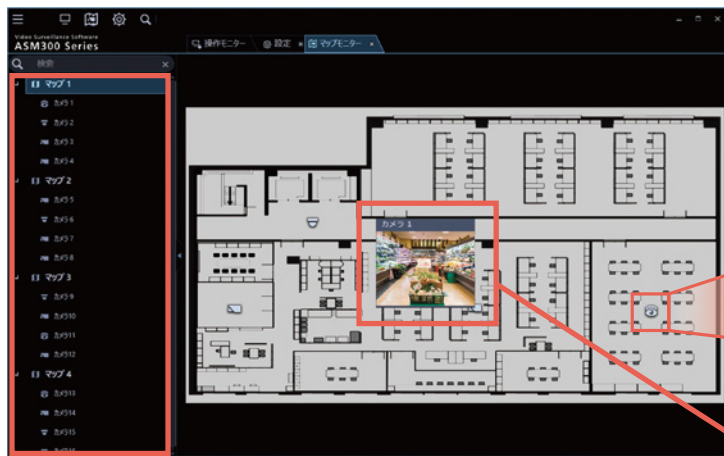 Video Surveillance Software
ASM300 Series
操作モニター
設定
マップモニター
検索
マップ 1
カメラ 1
カメラ 2
カメラ 3
カメラ 4
マップ 2
カメラ 5
カメラ 6
カメラ 7
カメラ 8
マップ 3
カメラ 9
カメラ10
カメラ11
カメラ12
マップ 4
カメラ13
カメラ14
カメラ15
カメラ 1